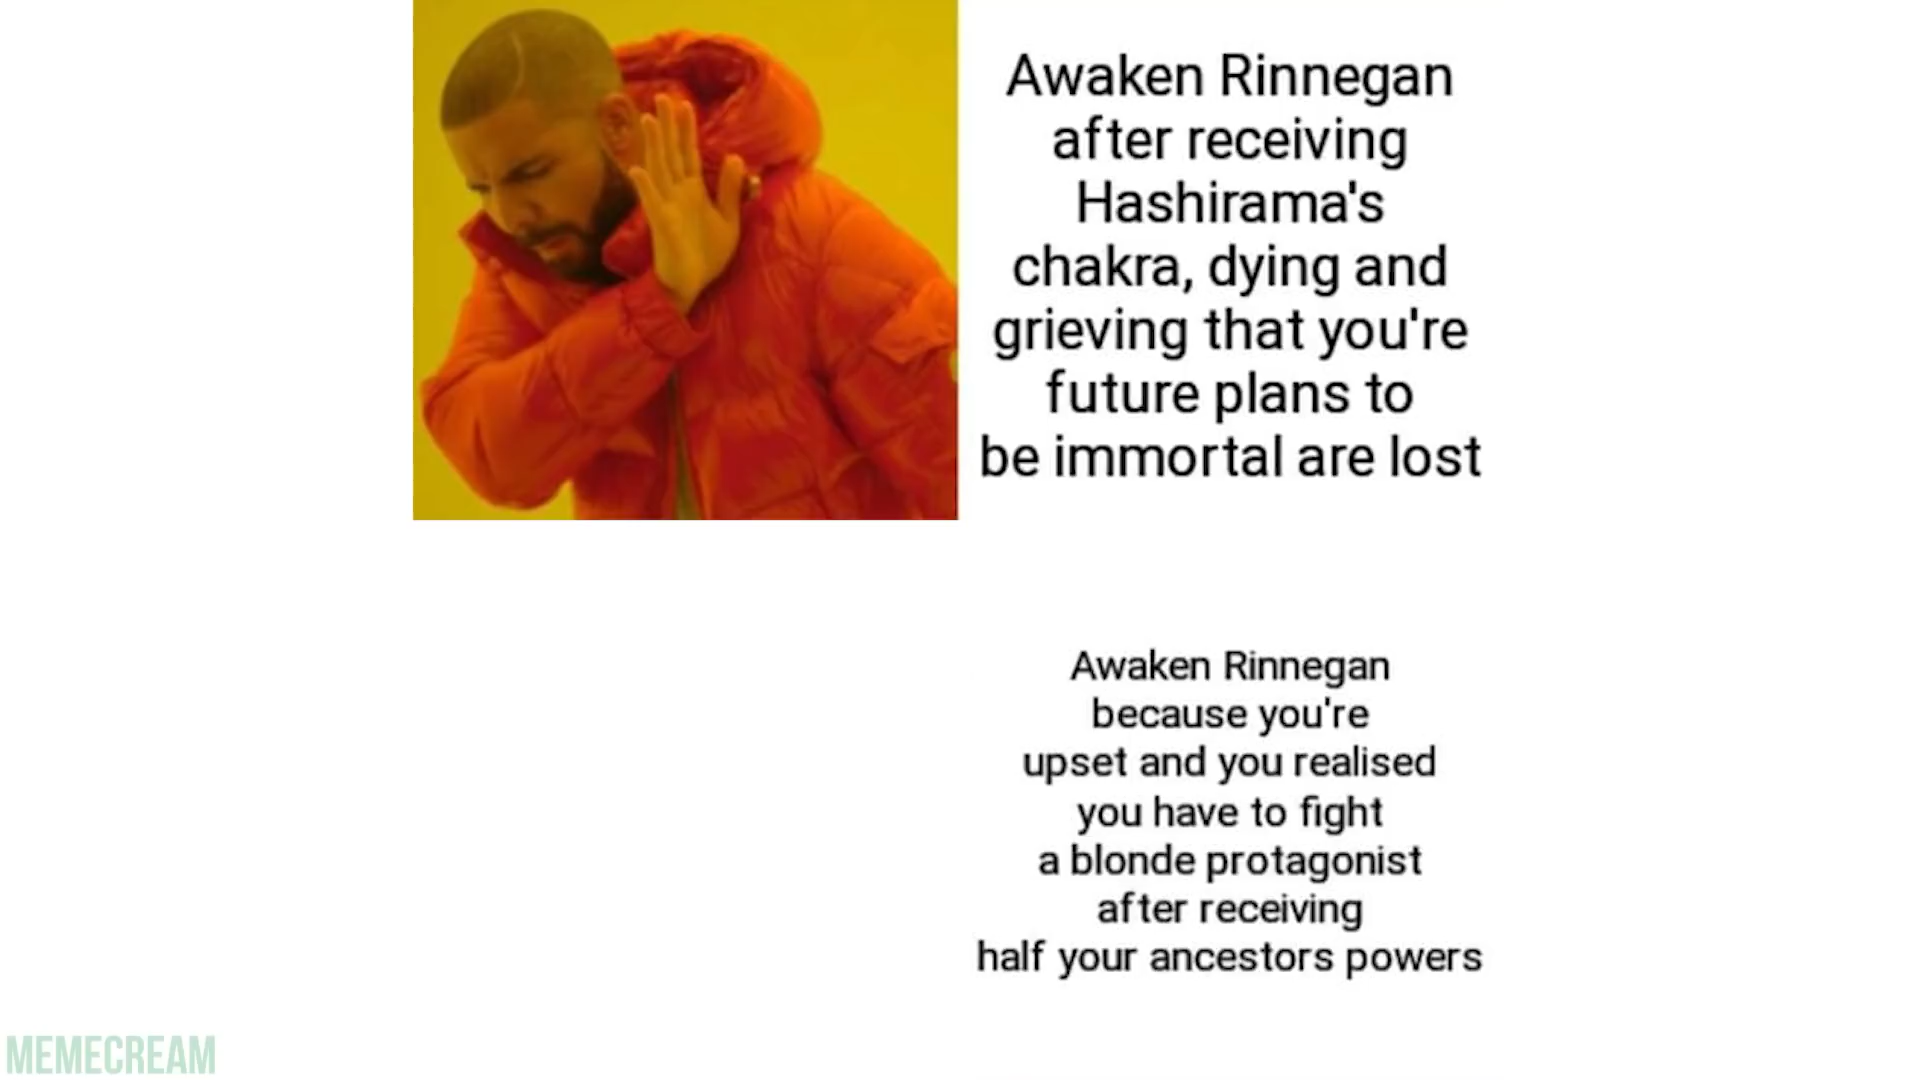 Awaken Rinnegan
after receiving
Hashirama's
chakra, dying and
grieving that you're
future plans to
be immortal are lost
Awaken Rinnegan
because you're
upset and you realised
you have to fight
a blonde protagonist
after receiving
half your ancestors powers
MEMECREAM